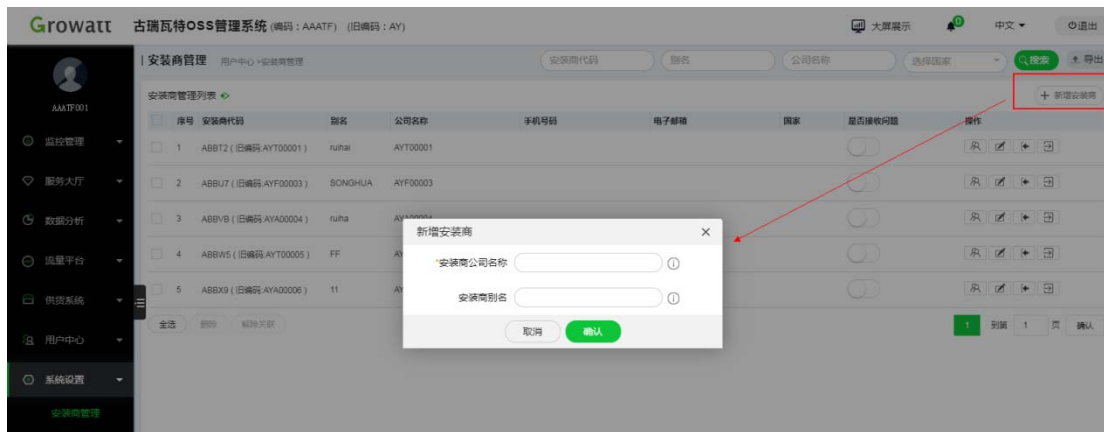 Growatt 古瑞瓦特OSS管理系统 (编码：AAATF) (旧编码：AY) 大屏展示 0 中文 退出
安装商管理 用户中心 >安装商管理 安装商代码 别名 公司名称 选择国家 搜索 导出
AAATF001
安装商管理列表 新增安装商
序号 安装商代码 别名 公司名称 手机号码 电子邮箱 国家 是否接收问题 操作
监控管理
1 ABBT2 ( 旧编码:AYT00001 ) ruihai AYT00001
服务大厅
2 ABBU7 ( 旧编码:AYF00003 ) SONGHUA AYF00003
数据分析
3 ABBVB ( 旧编码:AYA00004 ) ruiha AYA00004
流量平台
4 ABBW5 ( 旧编码:AYT00005 ) FF AY
供货系统
5 ABBX9 ( 旧编码:AYA00006 ) 11 AY
新增安装商
*安装商公司名称
安装商别名
取消 确认
全选 删除 解除关联 1 到第 1 页 确认
用户中心
系统设置
安装商管理